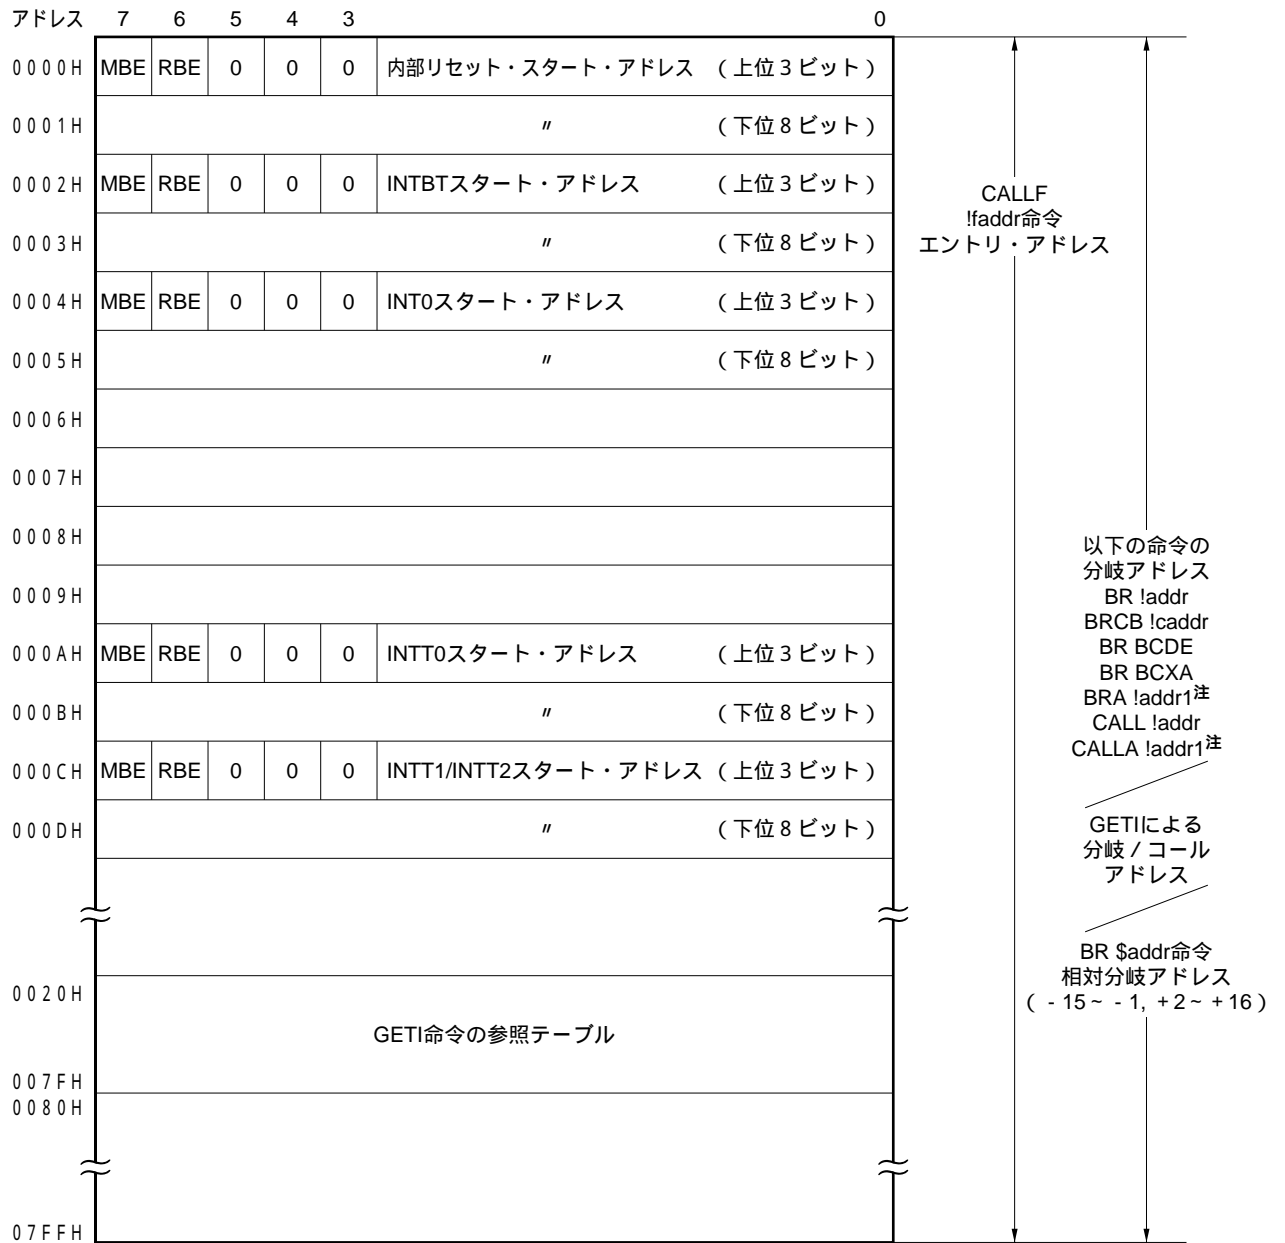 アドレス 7 6 5 4 3 0
0000H MBE RBE 0 0 0 内部リセット・スタート・アドレス (上位3ビット)
0001H 〃 (下位8ビット)
0002H MBE RBE 0 0 0 INTBTスタート・アドレス (上位3ビット)
0003H 〃 (下位8ビット)
0004H MBE RBE 0 0 0 INT0スタート・アドレス (上位3ビット)
0005H 〃 (下位8ビット)
0006H
0007H
0008H
0009H
000AH MBE RBE 0 0 0 INTT0スタート・アドレス (上位3ビット)
000BH 〃 (下位8ビット)
000CH MBE RBE 0 0 0 INTT1/INTT2スタート・アドレス (上位3ビット)
000DH 〃 (下位8ビット)
0020H
GETI命令の参照テーブル
007FH
0080H
07FFH
CALLF
!faddr命令
エントリ・アドレス
以下の命令の
分岐アドレス
BR !addr
BRCB !caddr
BR BCDE
BR BCXA
BRA !addr1注
CALL !addr
CALLA !addr1注
GETIによる
分岐/コール
アドレス
BR $addr命令
相対分岐アドレス
(-15~-1, +2~+16)